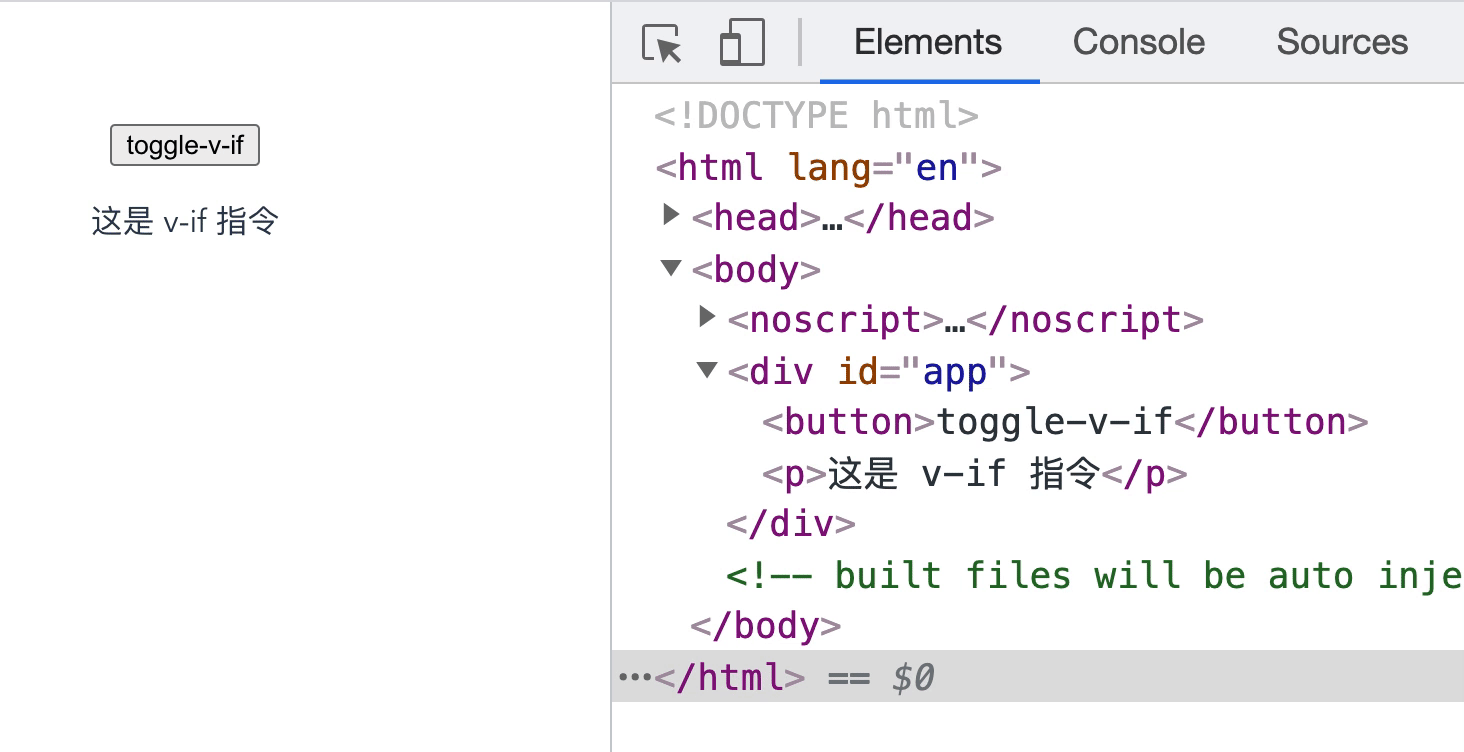 toggle-v-if
这是 v-if 指令
Elements Console Sources
<!DOCTYPE html>
<html lang="en">
<head>…</head>
<body>
<noscript>…</noscript>
<div id="app">
<button>toggle-v-if</button>
<p>这是 v-if 指令</p>
</div>
<!-- built files will be auto inje
</body>
…</html> == $0